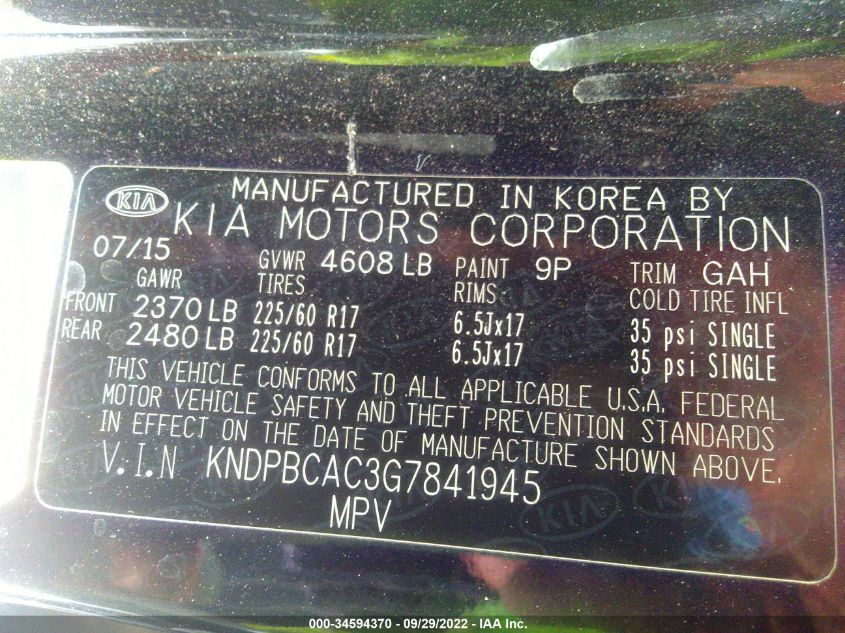 KIA
MANUFACTURED IN KOREA BY
KIA MOTORS CORPORATION
07/15 GVWR 4608 LB PAINT 9P TRIM GAH
GAWR TIRES RIMS COLD TIRE INFL
FRONT 2370 LB 225/60 R17 6.5Jx17 35 psi SINGLE
REAR 2480 LB 225/60 R17 6.5Jx17 35 psi SINGLE
THIS VEHICLE CONFORMS TO ALL APPLICABLE U.S.A. FEDERAL
MOTOR VEHICLE SAFETY AND THEFT PREVENTION STANDARDS
IN EFFECT ON THE DATE OF MANUFACTURE SHOWN ABOVE.
V.I.N KNDPBCAC3G7841945
MPV
000-34594370 - 09/29/2022 - IAA Inc.